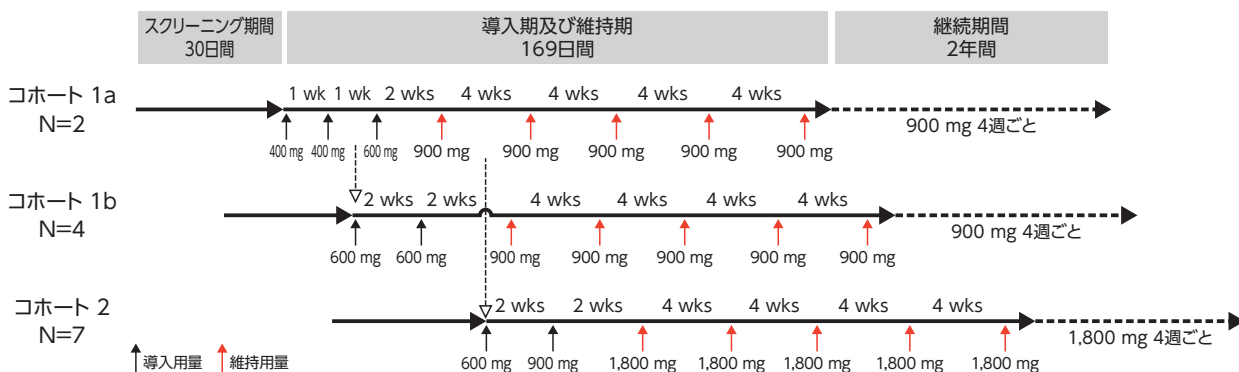 スクリーニング期間
30日間
導入期及び維持期
169日間
継続期間
2年間
コホート 1a
N=2
1 wk 1 wk 2 wks 4 wks 4 wks 4 wks 4 wks
400 mg 400 mg 600 mg 900 mg 900 mg 900 mg 900 mg 900 mg
900 mg 4週ごと
コホート 1b
N=4
2 wks 2 wks 4 wks 4 wks 4 wks 4 wks
600 mg 600 mg 900 mg 900 mg 900 mg 900 mg 900 mg
900 mg 4週ごと
コホート 2
N=7
2 wks 2 wks 4 wks 4 wks 4 wks 4 wks
600 mg 900 mg 1,800 mg 1,800 mg 1,800 mg 1,800 mg 1,800 mg
1,800 mg 4週ごと
導入用量 維持用量